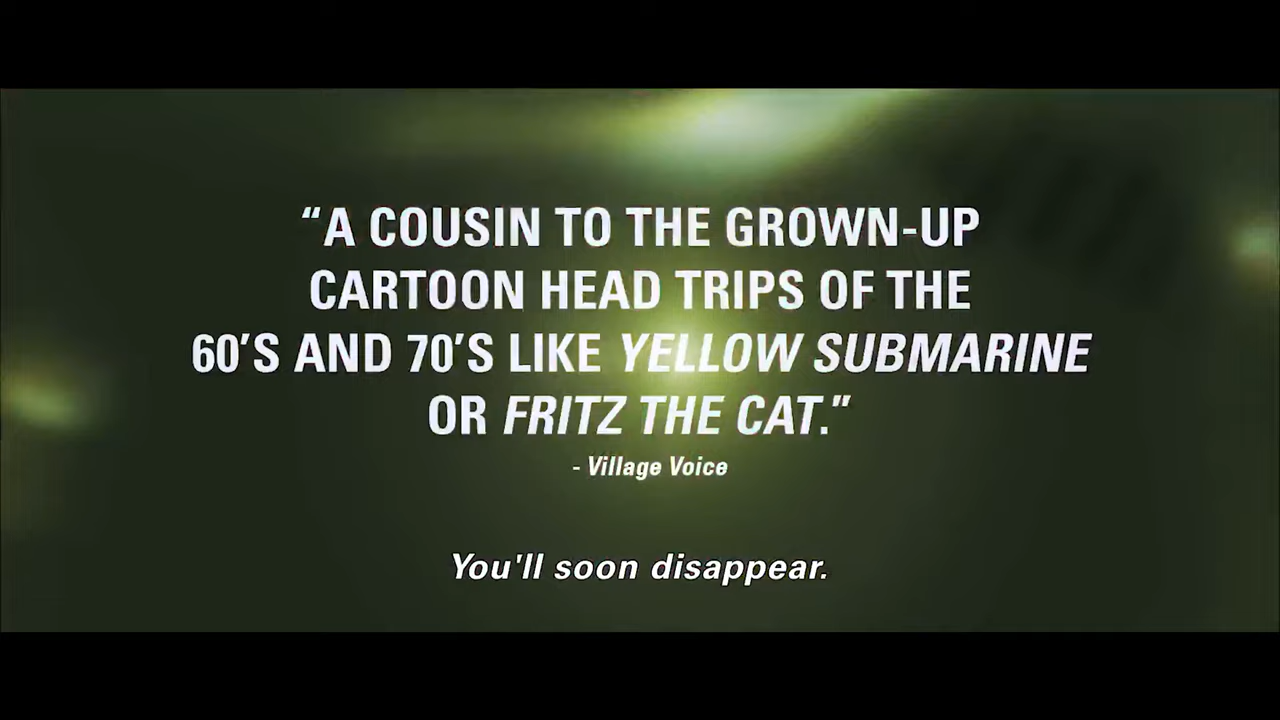 “A COUSIN TO THE GROWN-UP
CARTOON HEAD TRIPS OF THE
60’S AND 70’S LIKE YELLOW SUBMARINE
OR FRITZ THE CAT.”
- Village Voice
You'll soon disappear.